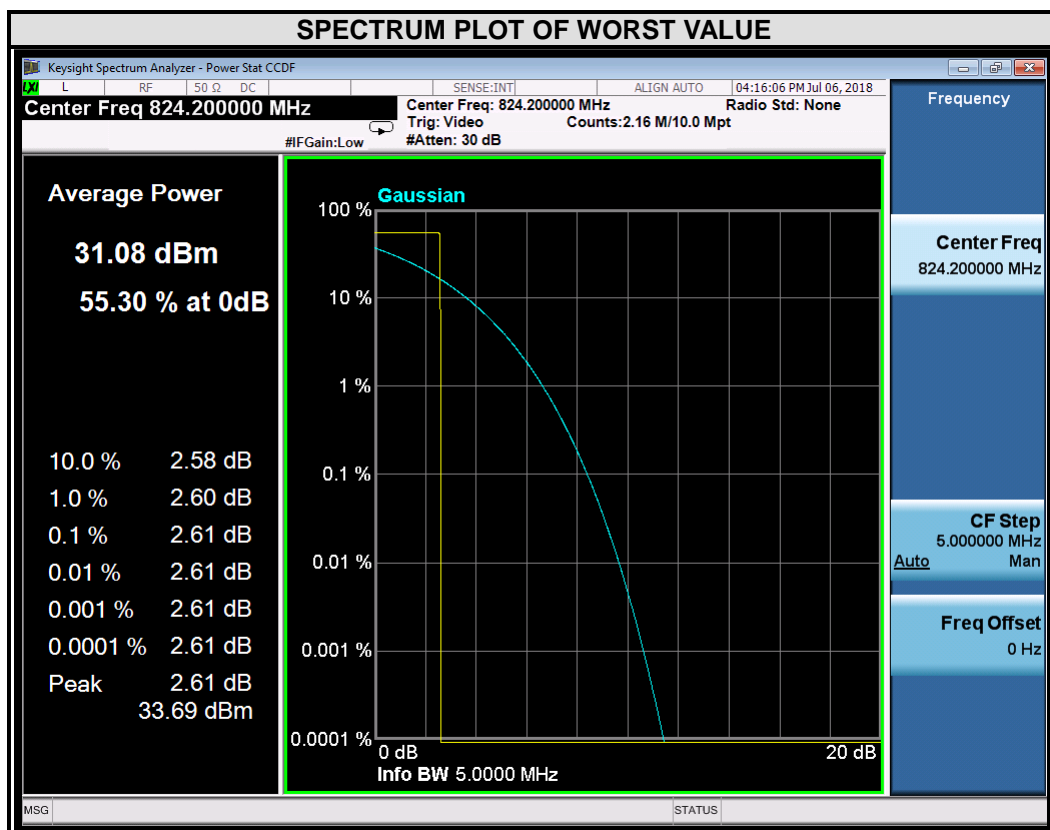 SPECTRUM PLOT OF WORST VALUE
Keysight Spectrum Analyzer - Power Stat CCDF
LXI L RF 50 Ω DC SENSE:INT ALIGN AUTO 04:16:06 PM Jul 06, 2018
Center Freq 824.200000 MHz
Center Freq: 824.200000 MHz Radio Std: None
Trig: Video Counts:2.16 M/10.0 Mpt
#IFGain:Low #Atten: 30 dB
Frequency
Average Power
31.08 dBm
55.30 % at 0dB
10.0 % 2.58 dB
1.0 % 2.60 dB
0.1 % 2.61 dB
0.01 % 2.61 dB
0.001 % 2.61 dB
0.0001 % 2.61 dB
Peak 2.61 dB
33.69 dBm
Gaussian
100 %
10 %
1 %
0.1 %
0.01 %
0.001 %
0.0001 %
0 dB 20 dB
Info BW 5.0000 MHz
Center Freq
824.200000 MHz
CF Step
5.000000 MHz
Auto Man
Freq Offset
0 Hz
MSG STATUS